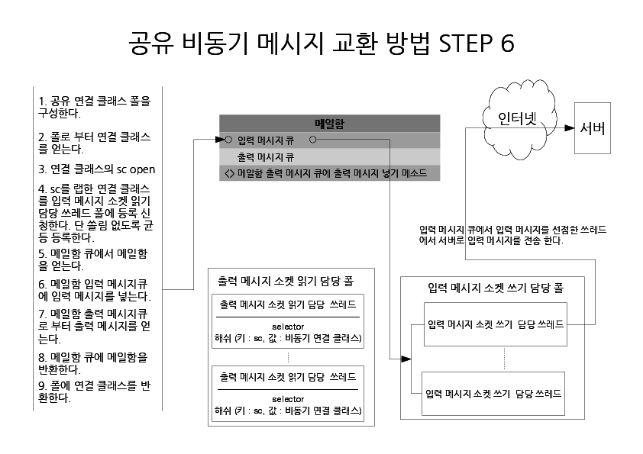 공유 비동기 메시지 교환 방법 STEP 6
1. 공유 연결 클래스 폴을
구성한다.
2. 폴로 부터 연결 클래스
를 얻는다.
3. 연결 클래스의 sc open
4. sc를 랩한 연결 클래스
를 입력 메시지 소켓 읽기
담당 쓰레드 폴에 등록 신
청한다. 단 쏠림 없도록 균
등 등록한다.
5. 메일함 큐에서 메일함
을 얻는다.
6. 메일함 입력 메시지큐
에 입력 메시지를 넣는다.
7. 메일함 출력 메시지큐
로 부터 출력 메시지를 얻
는다.
8. 메일함 큐에 메일함을
반환한다.
9. 폴에 연결 클래스를 반
환한다.
메일함
입력 메시지 큐
출력 메시지 큐
<> 메일함 출력 메시지 큐에 출력 메시지 넣기 메소드
인터넷
서버
입력 메시지 큐에서 입력 메시지를 선점한 쓰레드
에서 서버로 입력 메시지를 전송 한다.
출력 메시지 소켓 읽기 담당 폴
출력 메시지 소켓 읽기 담당 쓰레드
selector
해쉬 (키 : sc, 값 : 비동기 연결 클래스)
출력 메시지 소켓 읽기 담당 쓰레드
selector
해쉬 (키 : sc, 값 : 비동기 연결 클래스)
입력 메시지 소켓 쓰기 담당 폴
입력 메시지 소켓 쓰기 담당 쓰레드
입력 메시지 소켓 쓰기 담당 쓰레드